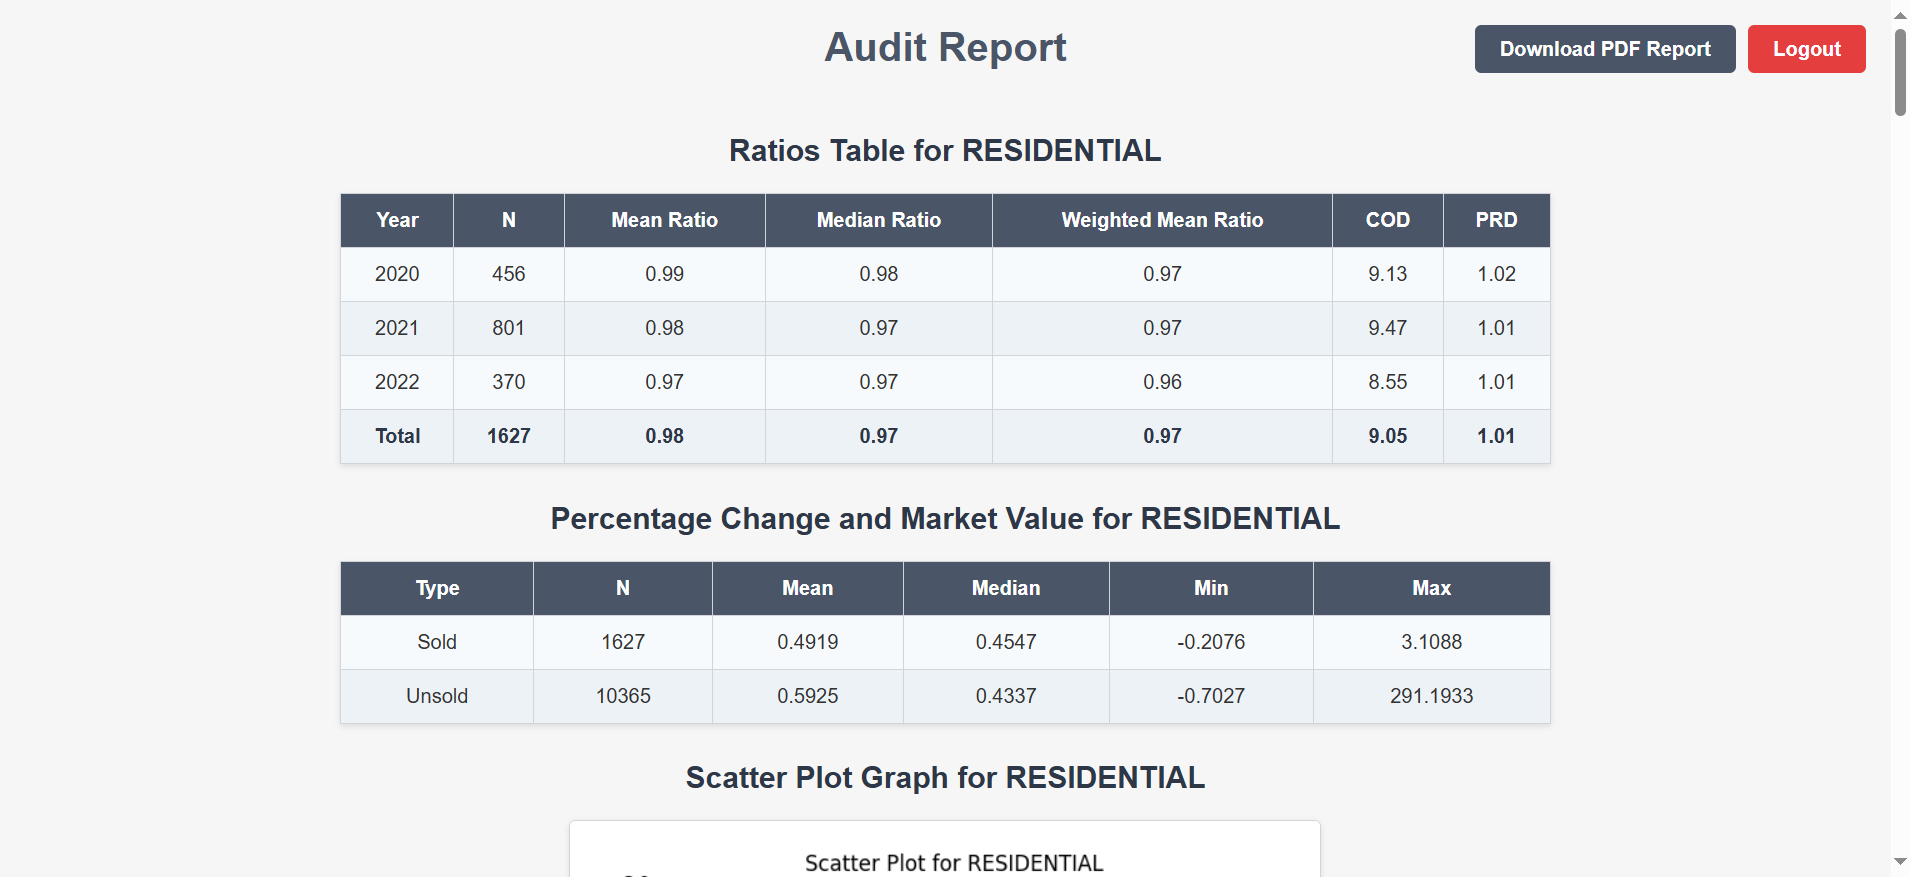 Audit Report
Download PDF Report
Logout
Ratios Table for RESIDENTIAL
Year N Mean Ratio Median Ratio Weighted Mean Ratio COD PRD
2020 456 0.99 0.98 0.97 9.13 1.02
2021 801 0.98 0.97 0.97 9.47 1.01
2022 370 0.97 0.97 0.96 8.55 1.01
Total 1627 0.98 0.97 0.97 9.05 1.01
Percentage Change and Market Value for RESIDENTIAL
Type N Mean Median Min Max
Sold 1627 0.4919 0.4547 -0.2076 3.1088
Unsold 10365 0.5925 0.4337 -0.7027 291.1933
Scatter Plot Graph for RESIDENTIAL
Scatter Plot for RESIDENTIAL